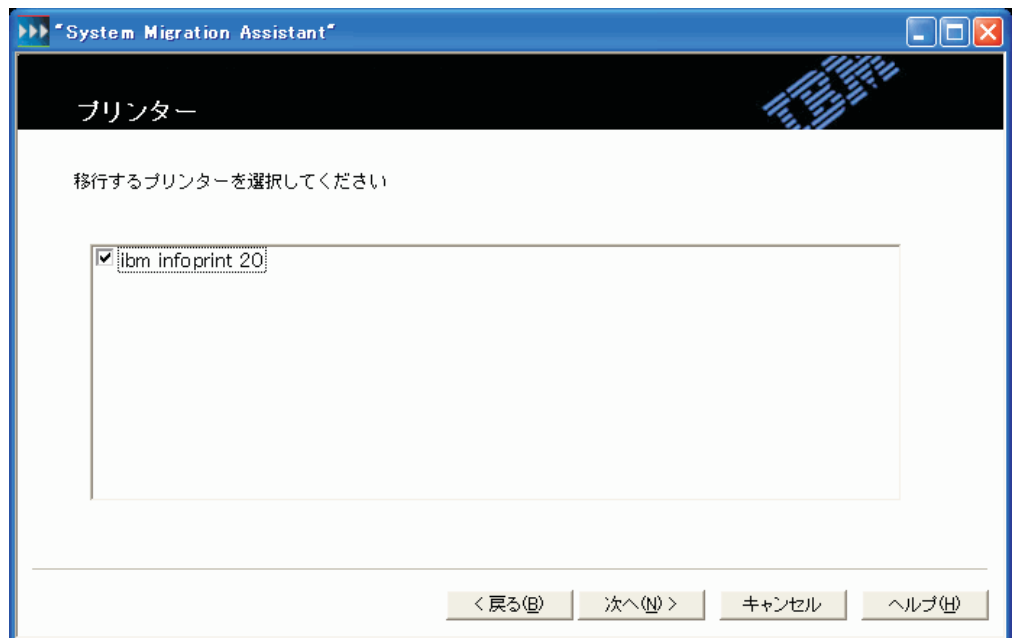 "System Migration Assistant"
IBM
プリンター
移行するプリンターを選択してください
ibm infoprint 20
< 戻る(B)
次へ(N) >
キャンセル
ヘルプ(H)